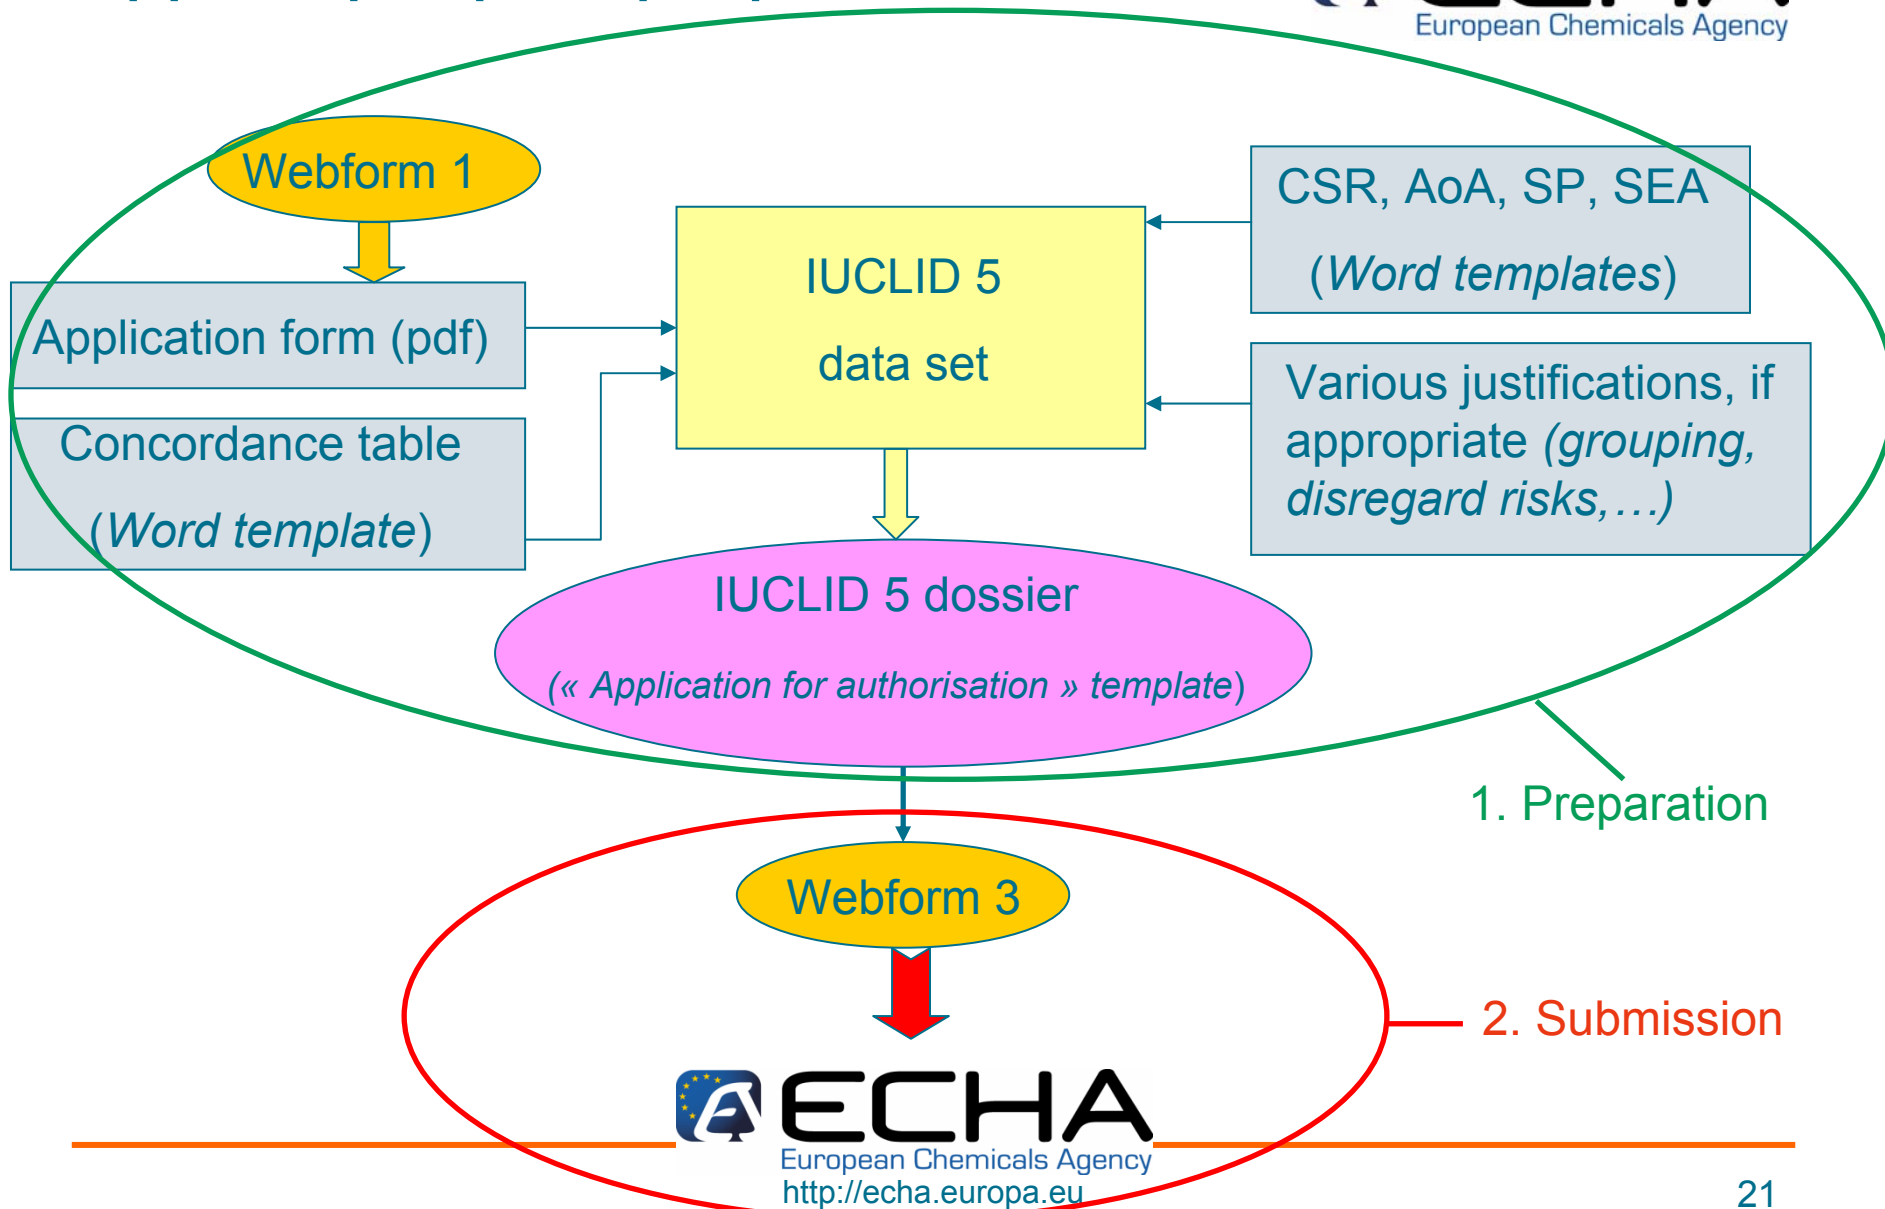 European Chemicals Agency
Webform 1
CSR, AoA, SP, SEA
(Word templates)
IUCLID 5
data set
Application form (pdf)
Concordance table
(Word template)
Various justifications, if
appropriate (grouping,
disregard risks,…)
IUCLID 5 dossier
(« Application for authorisation » template)
1. Preparation
Webform 3
2. Submission
ECHA
European Chemicals Agency
http://echa.europa.eu
21